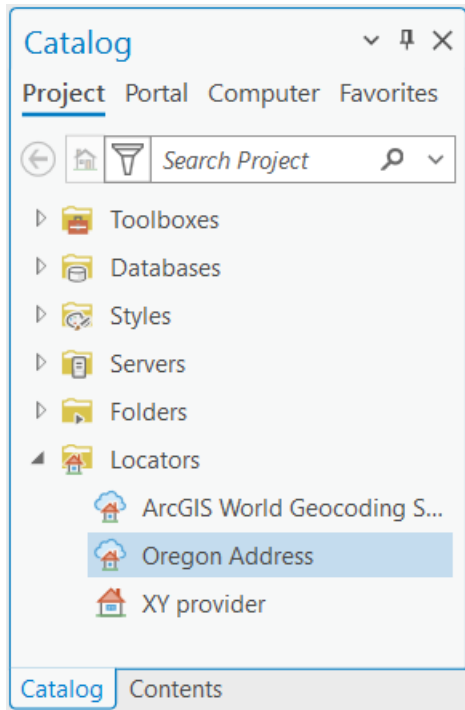 Catalog
Project Portal Computer Favorites
Search Project
Toolboxes
Databases
Styles
Servers
Folders
Locators
ArcGIS World Geocoding S...
Oregon Address
XY provider
Catalog Contents